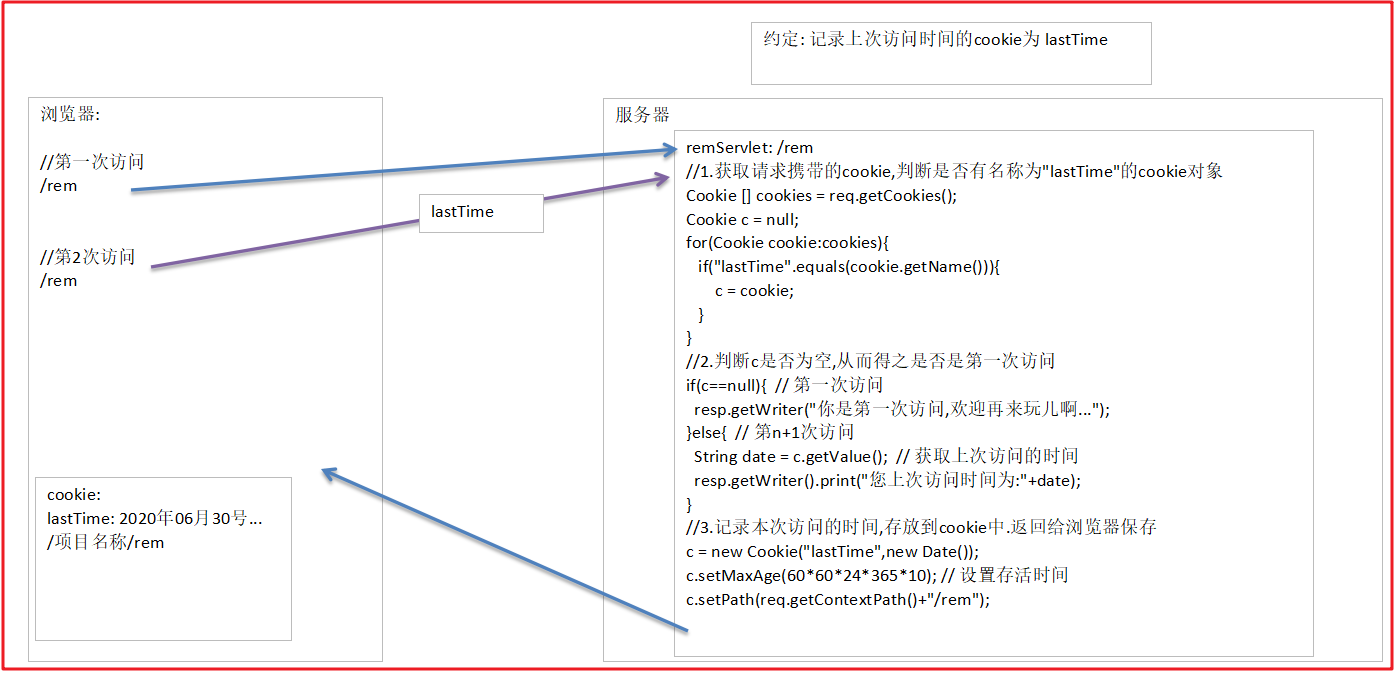 约定: 记录上次访问时间的cookie为 lastTime
浏览器:
//第一次访问
/rem
//第2次访问
/rem
lastTime
cookie:
lastTime: 2020年06月30号...
/项目名称/rem
服务器
remServlet: /rem
//1.获取请求携带的cookie,判断是否有名称为"lastTime"的cookie对象
Cookie [] cookies = req.getCookies();
Cookie c = null;
for(Cookie cookie:cookies){
if("lastTime".equals(cookie.getName())){
c = cookie;
}
}
//2.判断c是否为空,从而得之是否是第一次访问
if(c==null){ // 第一次访问
resp.getWriter("你是第一次访问,欢迎再来玩儿啊...");
}else{ // 第n+1次访问
String date = c.getValue(); // 获取上次访问的时间
resp.getWriter().print("您上次访问时间为:"+date);
}
//3.记录本次访问的时间,存放到cookie中.返回给浏览器保存
c = new Cookie("lastTime",new Date());
c.setMaxAge(60*60*24*365*10); // 设置存活时间
c.setPath(req.getContextPath()+"/rem");